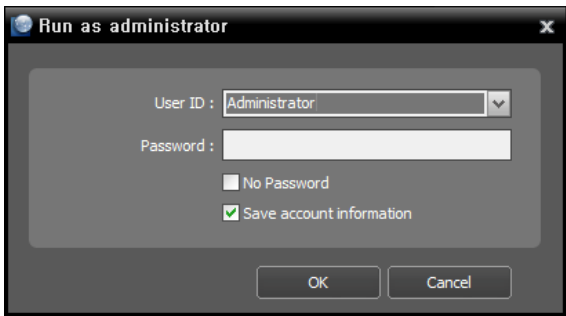 Run as administrator
User ID : Administrator
Password :
No Password
Save account information
OK Cancel